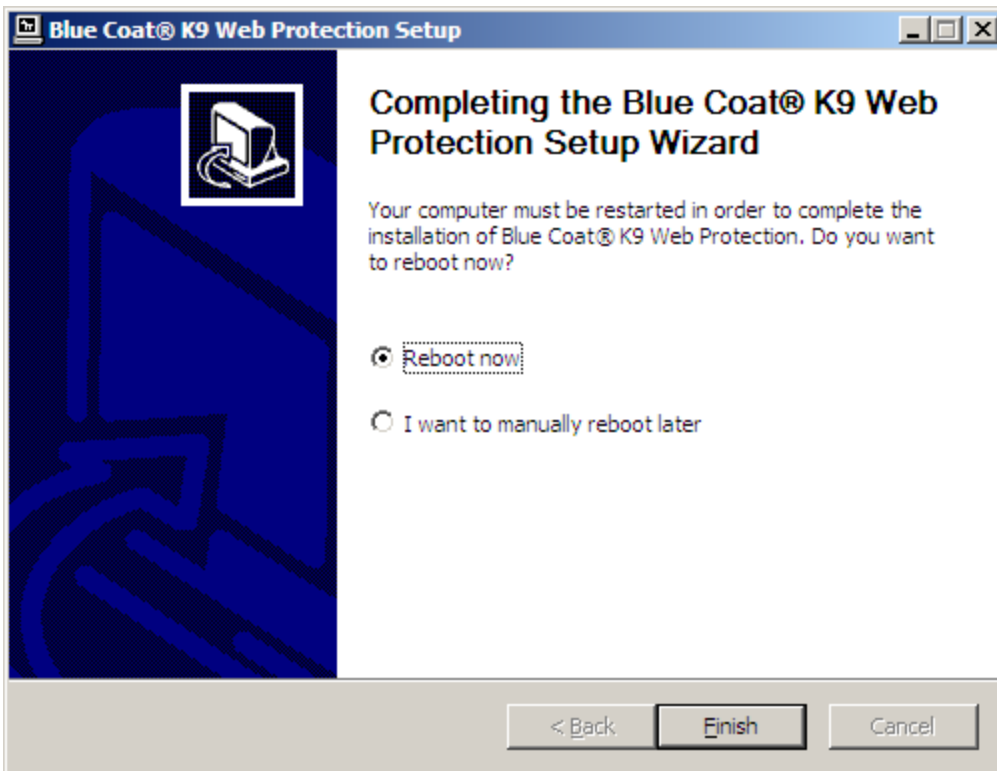 Blue Coat® K9 Web Protection Setup
Completing the Blue Coat® K9 Web
Protection Setup Wizard
Your computer must be restarted in order to complete the
installation of Blue Coat® K9 Web Protection. Do you want
to reboot now?
Reboot now
I want to manually reboot later
< Back
Finish
Cancel